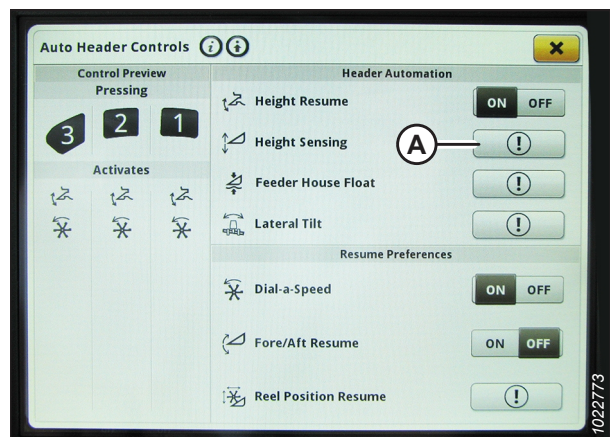 Auto Header Controls
Control Preview
Pressing
3 2 1
Activates
Header Automation
Height Resume ON OFF
Height Sensing
A
Feeder House Float
Lateral Tilt
Resume Preferences
Dial-a-Speed ON OFF
Fore/Aft Resume ON OFF
Reel Position Resume
1022773